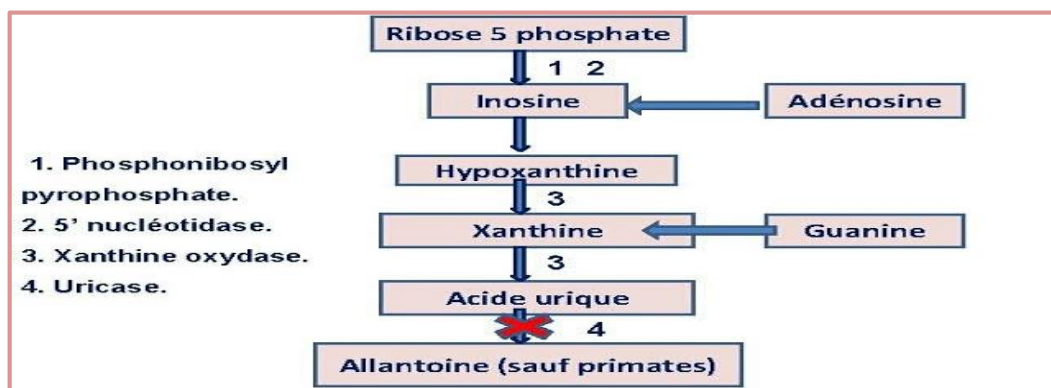 Ribose 5 phosphate
1 2
Inosine
Adénosine
1. Phosphonibosyl
pyrophosphate.
2. 5’ nucléotidase.
3. Xanthine oxydase.
4. Uricase.
Hypoxanthine
3
Xanthine
Guanine
3
Acide urique
4
Allantoine (sauf primates)